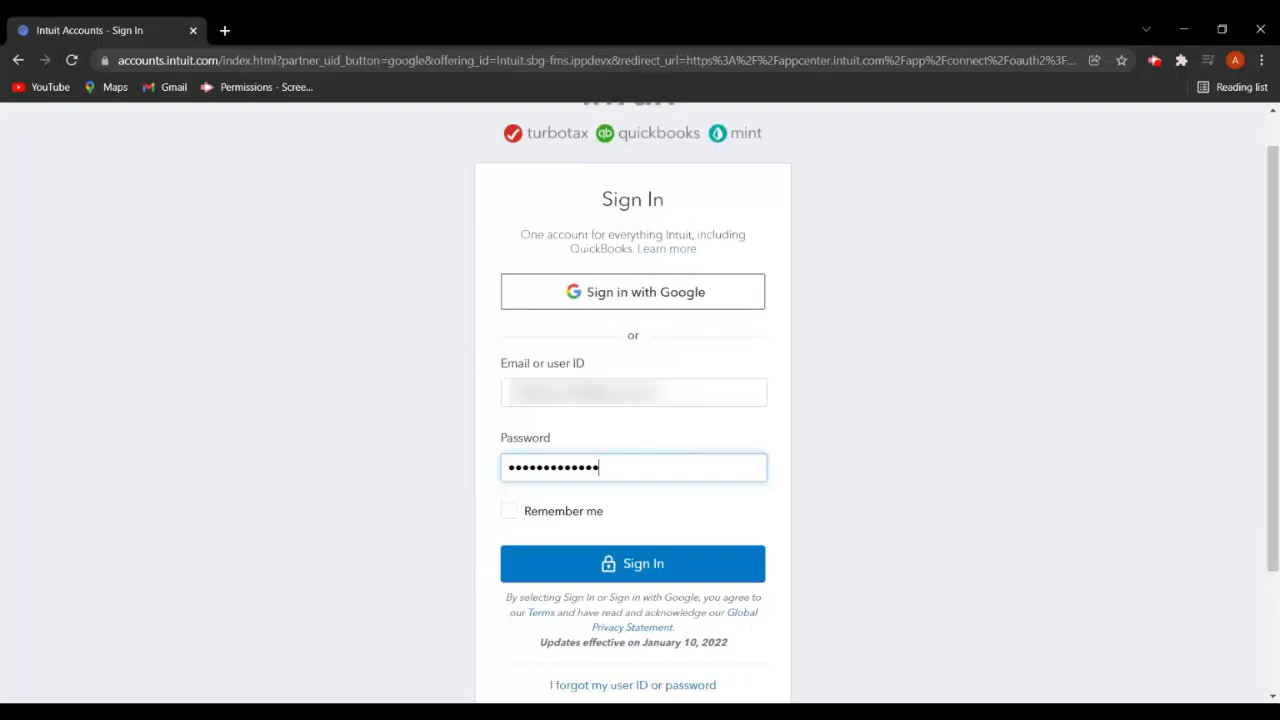 Intuit Accounts - Sign In
accounts.intuit.com/index.html?partner_uid_button=google&offering_id=Intuit.sbg-fms.ippdevx&redirect_url=https%3A%2F%2Fappcenter.intuit.com%2Fapp%2Fconnect%2Foauth2%3F...
A
YouTube
Maps
Gmail
Permissions - Scree...
Reading list
turbotax qb quickbooks mint
Sign In
One account for everything Intuit, including
QuickBooks. Learn more
Sign in with Google
or
Email or user ID
Password
•••••••••••••
Remember me
Sign In
By selecting Sign In or Sign in with Google, you agree to
our Terms and have read and acknowledge our Global
Privacy Statement.
Updates effective on January 10, 2022
I forgot my user ID or password